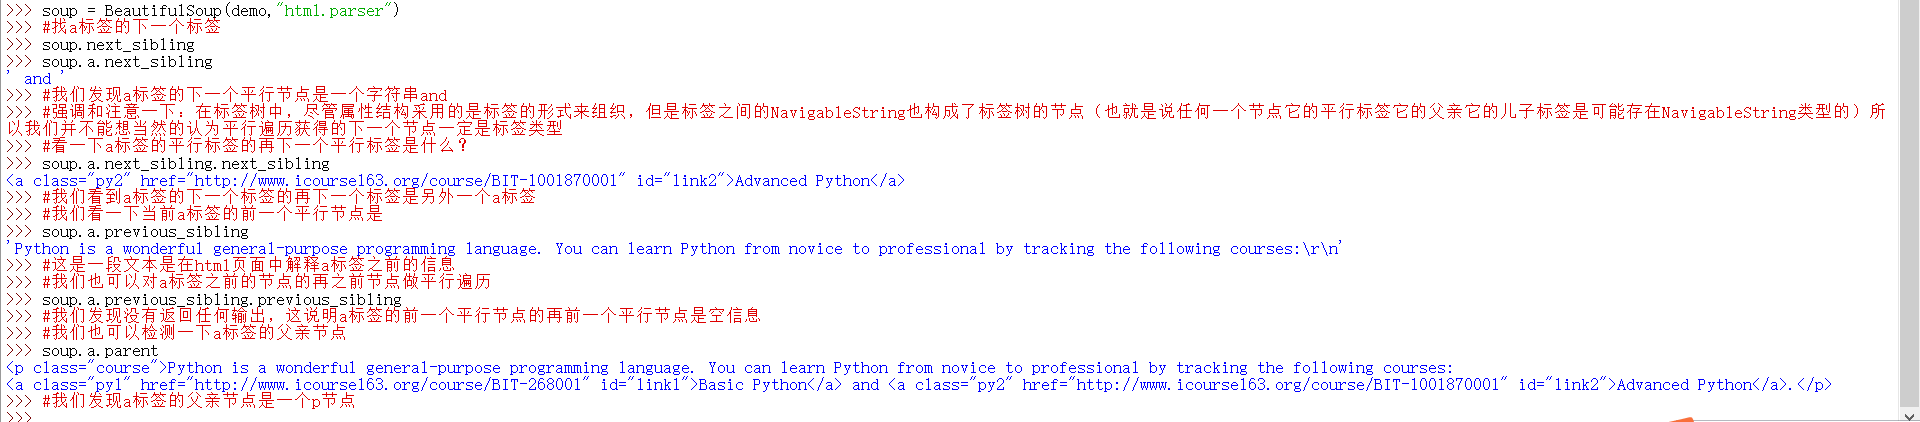 >>> soup = BeautifulSoup(demo,"html.parser")
>>> #找a标签的下一个标签
>>> soup.next_sibling
>>> soup.a.next_sibling
' and '
>>> #我们发现a标签的下一个平行节点是一个字符串and
>>> #强调和注意一下：在标签树中，尽管属性结构采用的是标签的形式来组织，但是标签之间的NavigableString也构成了标签树的节点（也就是说任何一个节点它的平行标签它的父亲它的儿子标签是可能存在NavigableString类型的）所
以我们并不能想当然的认为平行遍历获得的下一个节点一定是标签类型
>>> #看一下a标签的平行标签的再下一个平行标签是什么？
>>> soup.a.next_sibling.next_sibling
<a class="py2" href="http://www.icourse163.org/course/BIT-1001870001" id="link2">Advanced Python</a>
>>> #我们看到a标签的下一个标签的再下一个标签是另外一个a标签
>>> #我们看一下当前a标签的前一个平行节点是
>>> soup.a.previous_sibling
'Python is a wonderful general-purpose programming language. You can learn Python from novice to professional by tracking the following courses:\r\n'
>>> #这是一段文本是在html页面中解释a标签之前的信息
>>> #我们也可以对a标签之前的节点的再之前节点做平行遍历
>>> soup.a.previous_sibling.previous_sibling
>>> #我们发现没有返回任何输出，这说明a标签的前一个平行节点的再前一个平行节点是空信息
>>> #我们也可以检测一下a标签的父亲节点
>>> soup.a.parent
<p class="course">Python is a wonderful general-purpose programming language. You can learn Python from novice to professional by tracking the following courses:
<a class="py1" href="http://www.icourse163.org/course/BIT-268001" id="link1">Basic Python</a> and <a class="py2" href="http://www.icourse163.org/course/BIT-1001870001" id="link2">Advanced Python</a>.</p>
>>> #我们发现a标签的父亲节点是一个p节点
>>>